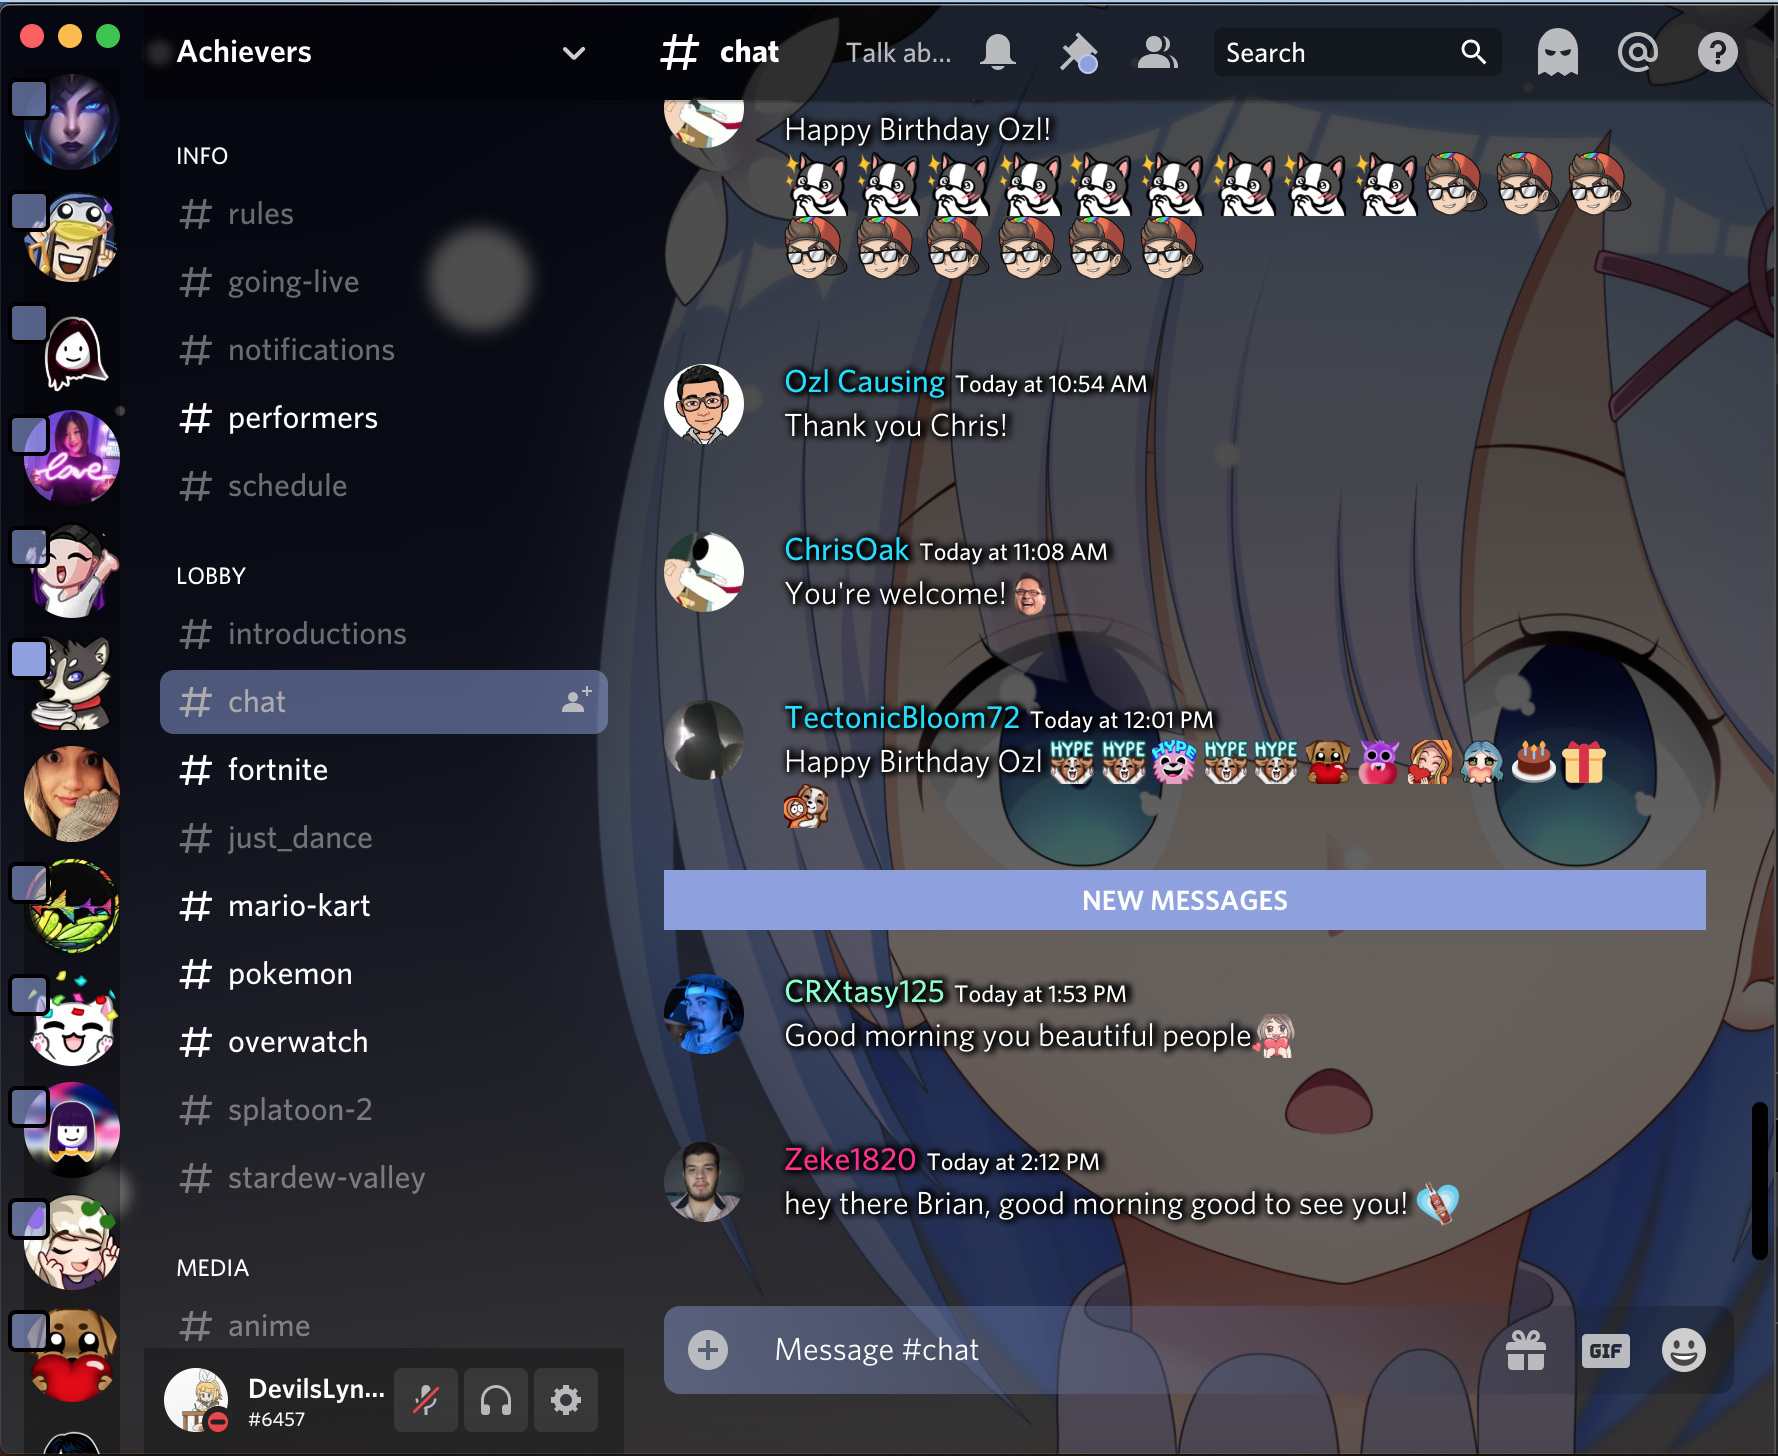 Achievers
# chat
Talk ab...
Search
INFO
# rules
# going-live
# notifications
# performers
# schedule
LOBBY
# introductions
# chat
# fortnite
# just_dance
# mario-kart
# pokemon
# overwatch
# splatoon-2
# stardew-valley
MEDIA
# anime
love
DevilsLyn...
#6457
Happy Birthday Ozl!
Ozl Causing Today at 10:54 AM
Thank you Chris!
ChrisOak Today at 11:08 AM
You're welcome!
TectonicBloom72 Today at 12:01 PM
Happy Birthday Ozl HYPE HYPE HYPE HYPE HYPE
NEW MESSAGES
CRXtasy125 Today at 1:53 PM
Good morning you beautiful people
Zeke1820 Today at 2:12 PM
hey there Brian, good morning good to see you!
Message #chat
GIF